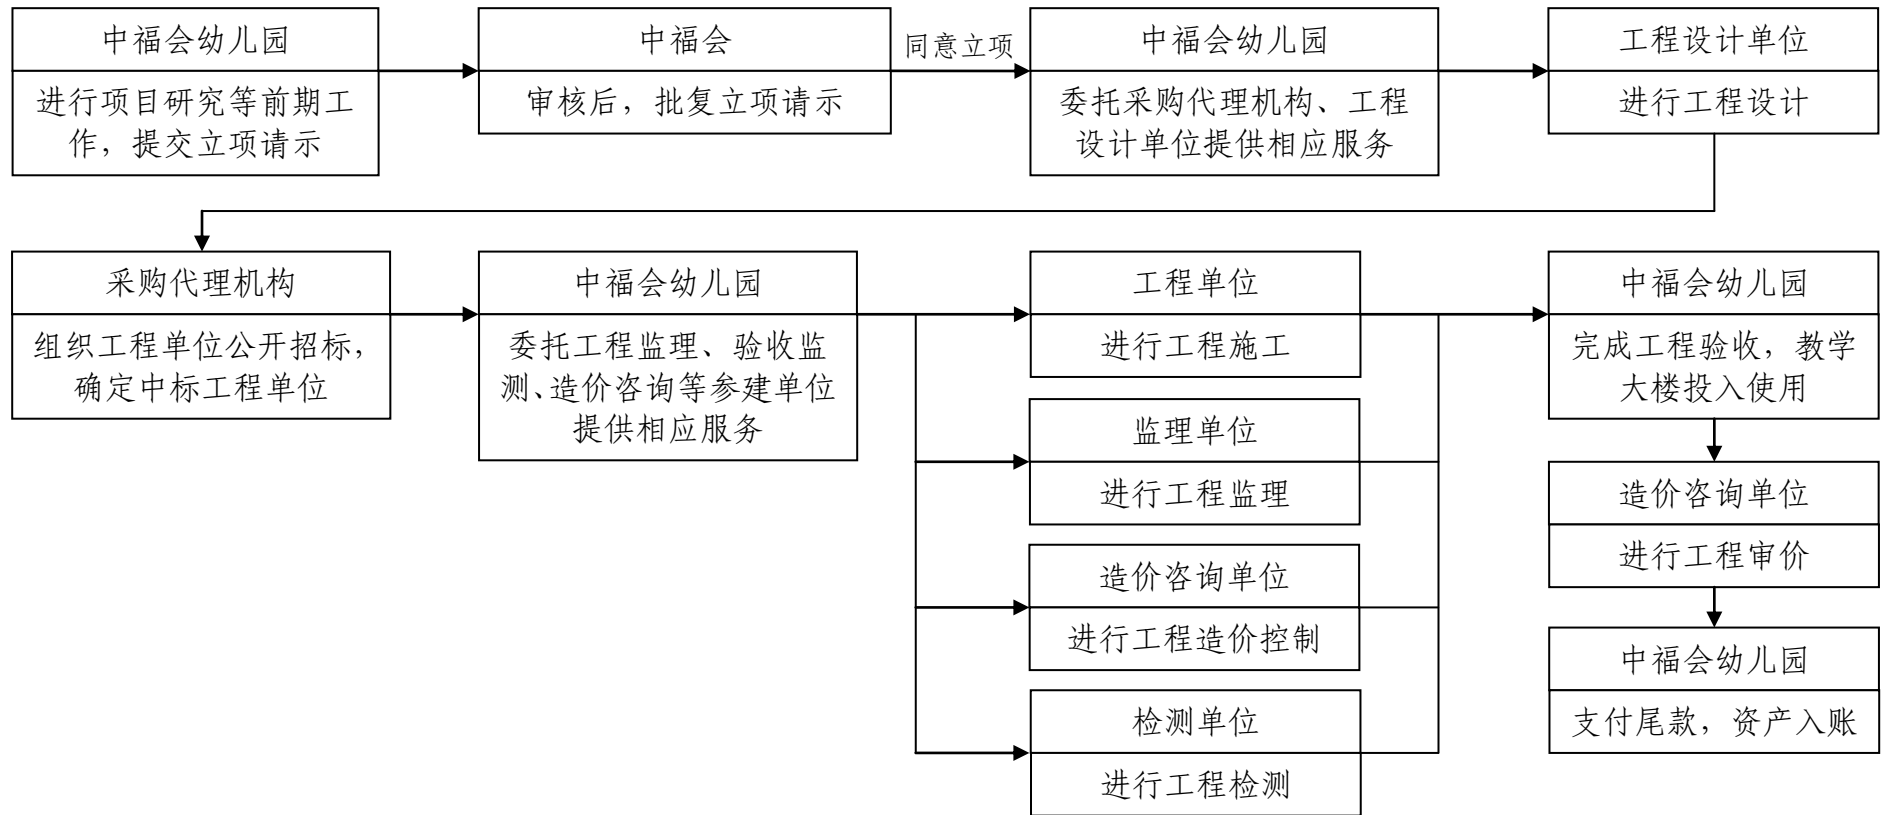 中福会幼儿园
进行项目研究等前期工
作，提交立项请示
中福会
审核后，批复立项请示
同意立项
中福会幼儿园
委托采购代理机构、工程
设计单位提供相应服务
工程设计单位
进行工程设计
采购代理机构
组织工程单位公开招标，
确定中标工程单位
中福会幼儿园
委托工程监理、验收监
测、造价咨询等参建单位
提供相应服务
工程单位
进行工程施工
监理单位
进行工程监理
造价咨询单位
进行工程造价控制
检测单位
进行工程检测
中福会幼儿园
完成工程验收，教学
大楼投入使用
造价咨询单位
进行工程审价
中福会幼儿园
支付尾款，资产入账